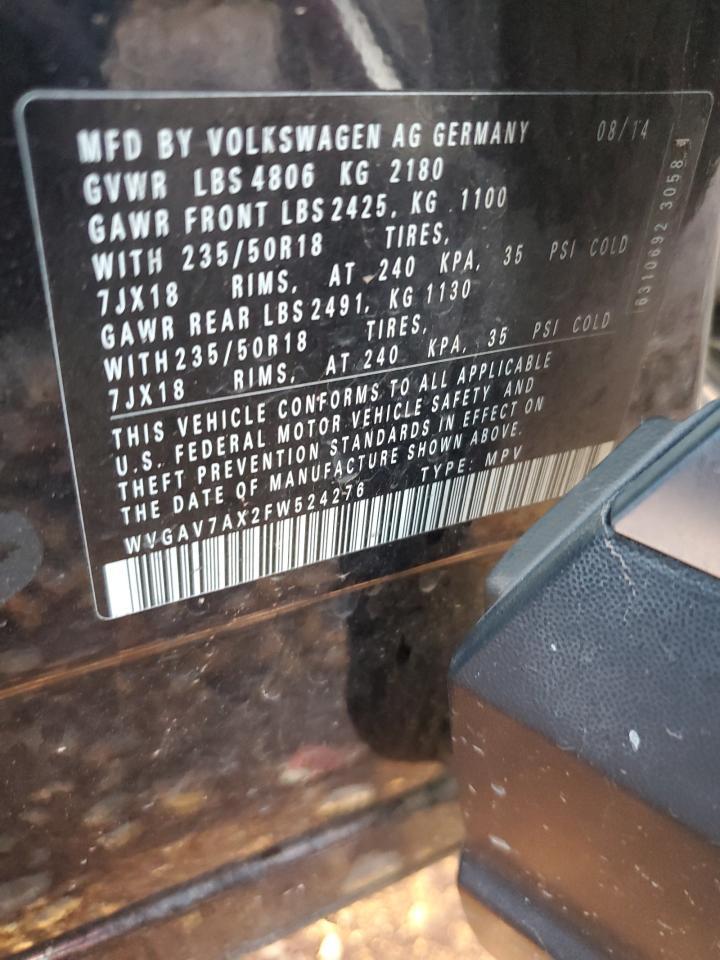 MFD BY VOLKSWAGEN AG GERMANY 08/14
GVWR LBS 4806 KG 2180
GAWR FRONT LBS 2425, KG 1100
WITH 235/50R18 TIRES,
7JX18 RIMS, AT 240 KPA, 35 PSI COLD
GAWR REAR LBS 2491, KG 1130
WITH 235/50R18 TIRES,
7JX18 RIMS, AT 240 KPA, 35 PSI COLD
THIS VEHICLE CONFORMS TO ALL APPLICABLE
U.S. FEDERAL MOTOR VEHICLE SAFETY AND
THEFT PREVENTION STANDARDS IN EFFECT ON
THE DATE OF MANUFACTURE SHOWN ABOVE.
WVGAV7AX2FW524276 TYPE: MPV
6310692 3058